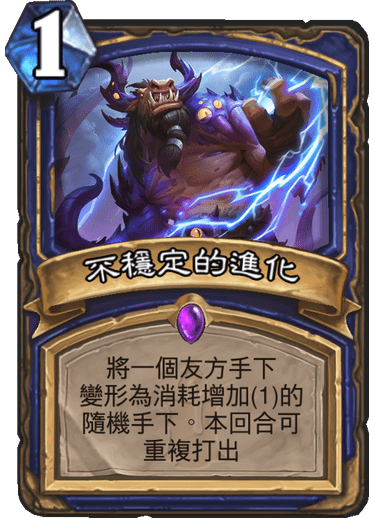 1
不穩定的進化
將一個友方手下
變形為消耗增加(1)的
隨機手下。本回合可
重複打出